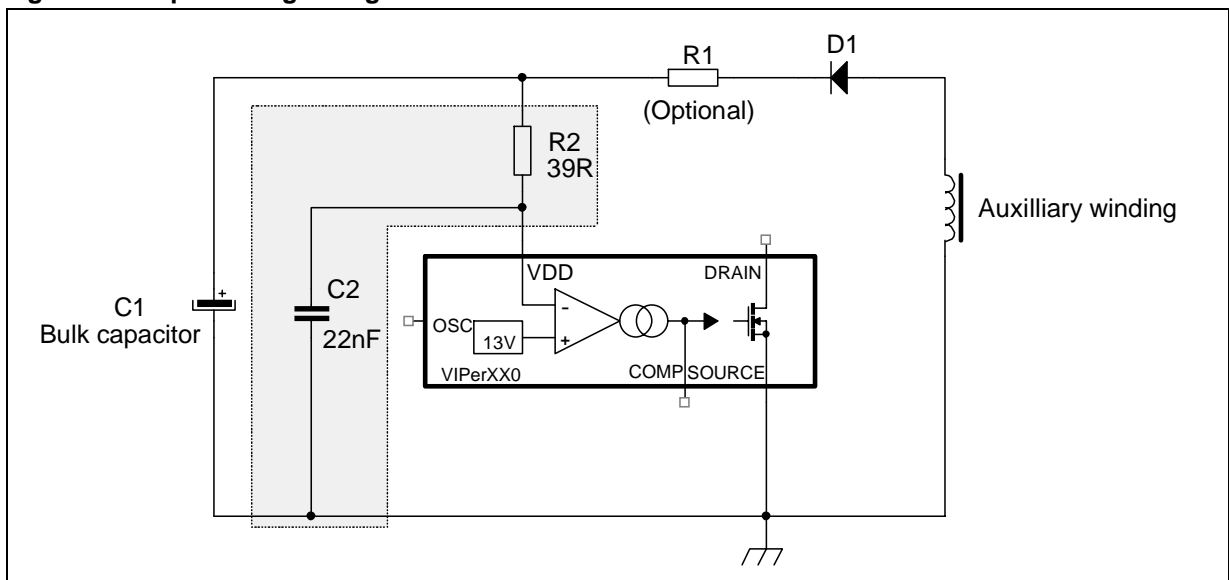 D1
R1
(Optional)
R2
39R
Auxilliary winding
VDD
DRAIN
C2
22nF
C1
Bulk capacitor
+
-
+
OSC
13V
VIPerXX0
COMP
SOURCE